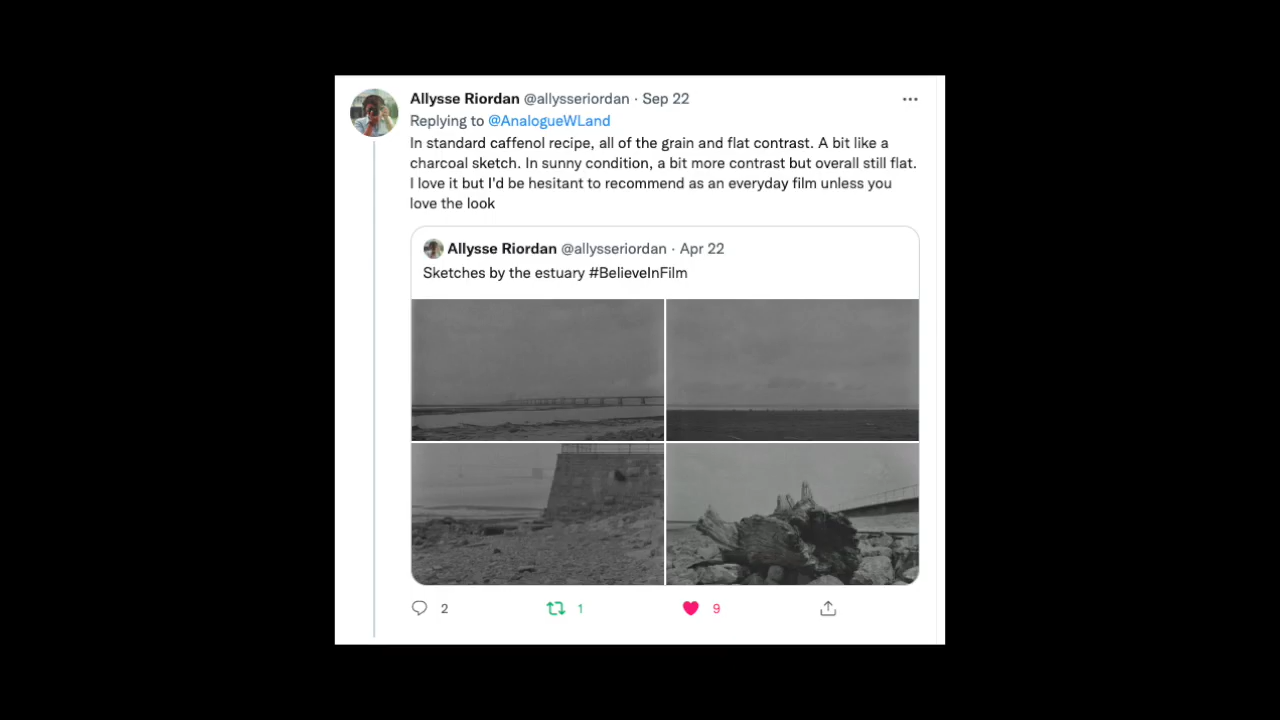 Allysse Riordan @allysseriordan · Sep 22
Replying to @AnalogueWLand
In standard caffenol recipe, all of the grain and flat contrast. A bit like a
charcoal sketch. In sunny condition, a bit more contrast but overall still flat.
I love it but I'd be hesitant to recommend as an everyday film unless you
love the look
Allysse Riordan @allysseriordan · Apr 22
Sketches by the estuary #BelieveInFilm
2 1 9